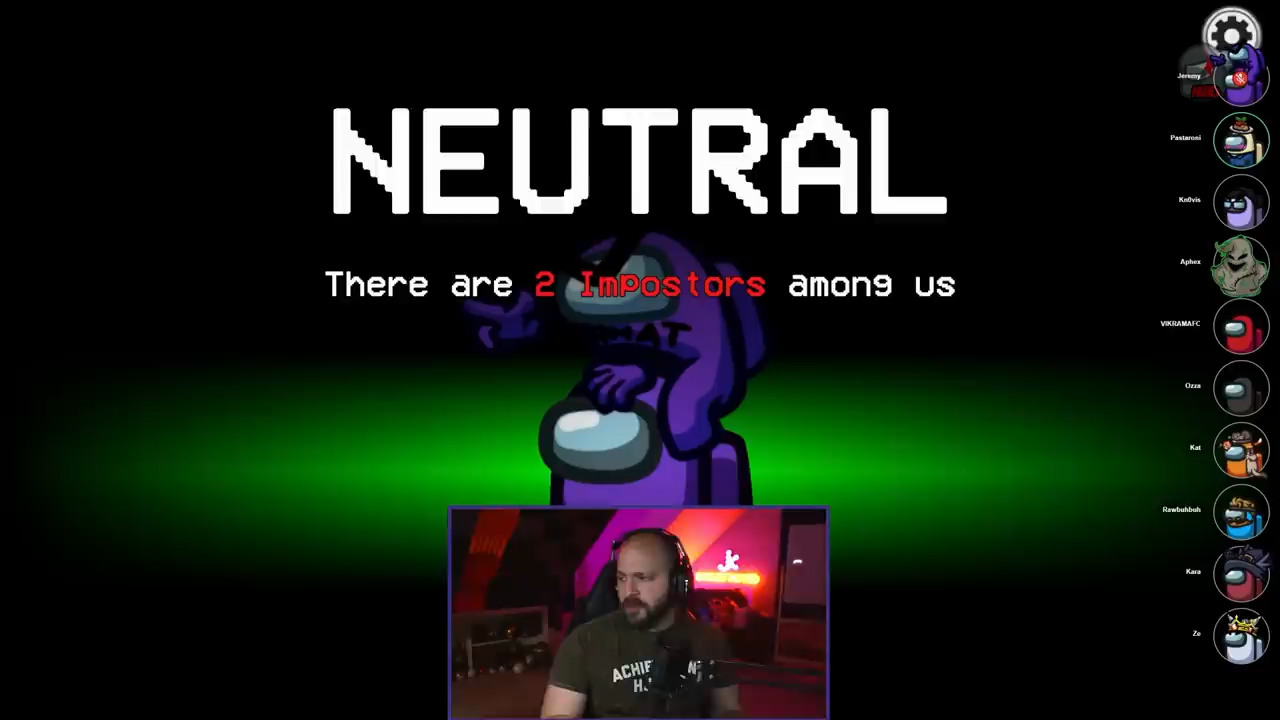 NEUTRAL
There are 2 Impostors among us
Jeremy
Pastaroni
Kn0vis
Aphex
VIKRAMAFC
Ozza
Kat
Rawbuhbuh
Kara
Ze